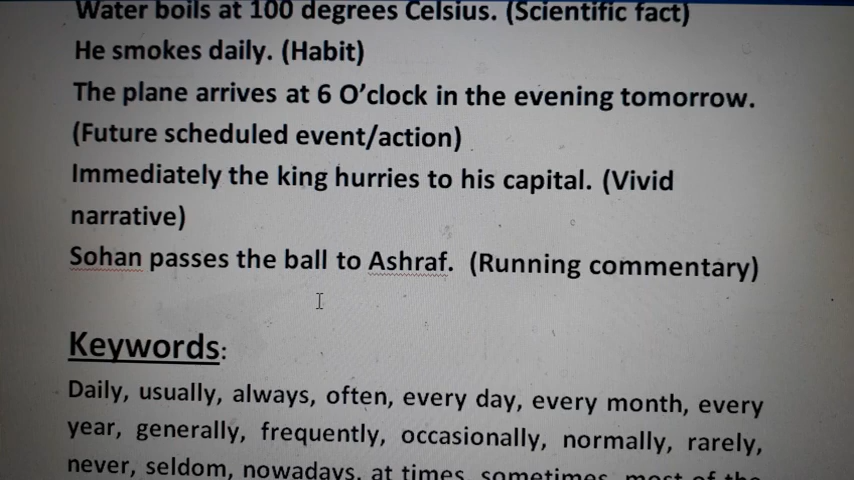 Water boils at 100 degrees Celsius. (Scientific fact)
He smokes daily. (Habit)
The plane arrives at 6 O’clock in the evening tomorrow.
(Future scheduled event/action)
Immediately the king hurries to his capital. (Vivid
narrative)
Sohan passes the ball to Ashraf. (Running commentary)
Keywords:
Daily, usually, always, often, every day, every month, every
year, generally, frequently, occasionally, normally, rarely,
never, seldom, nowadays, at times, sometimes, most of the